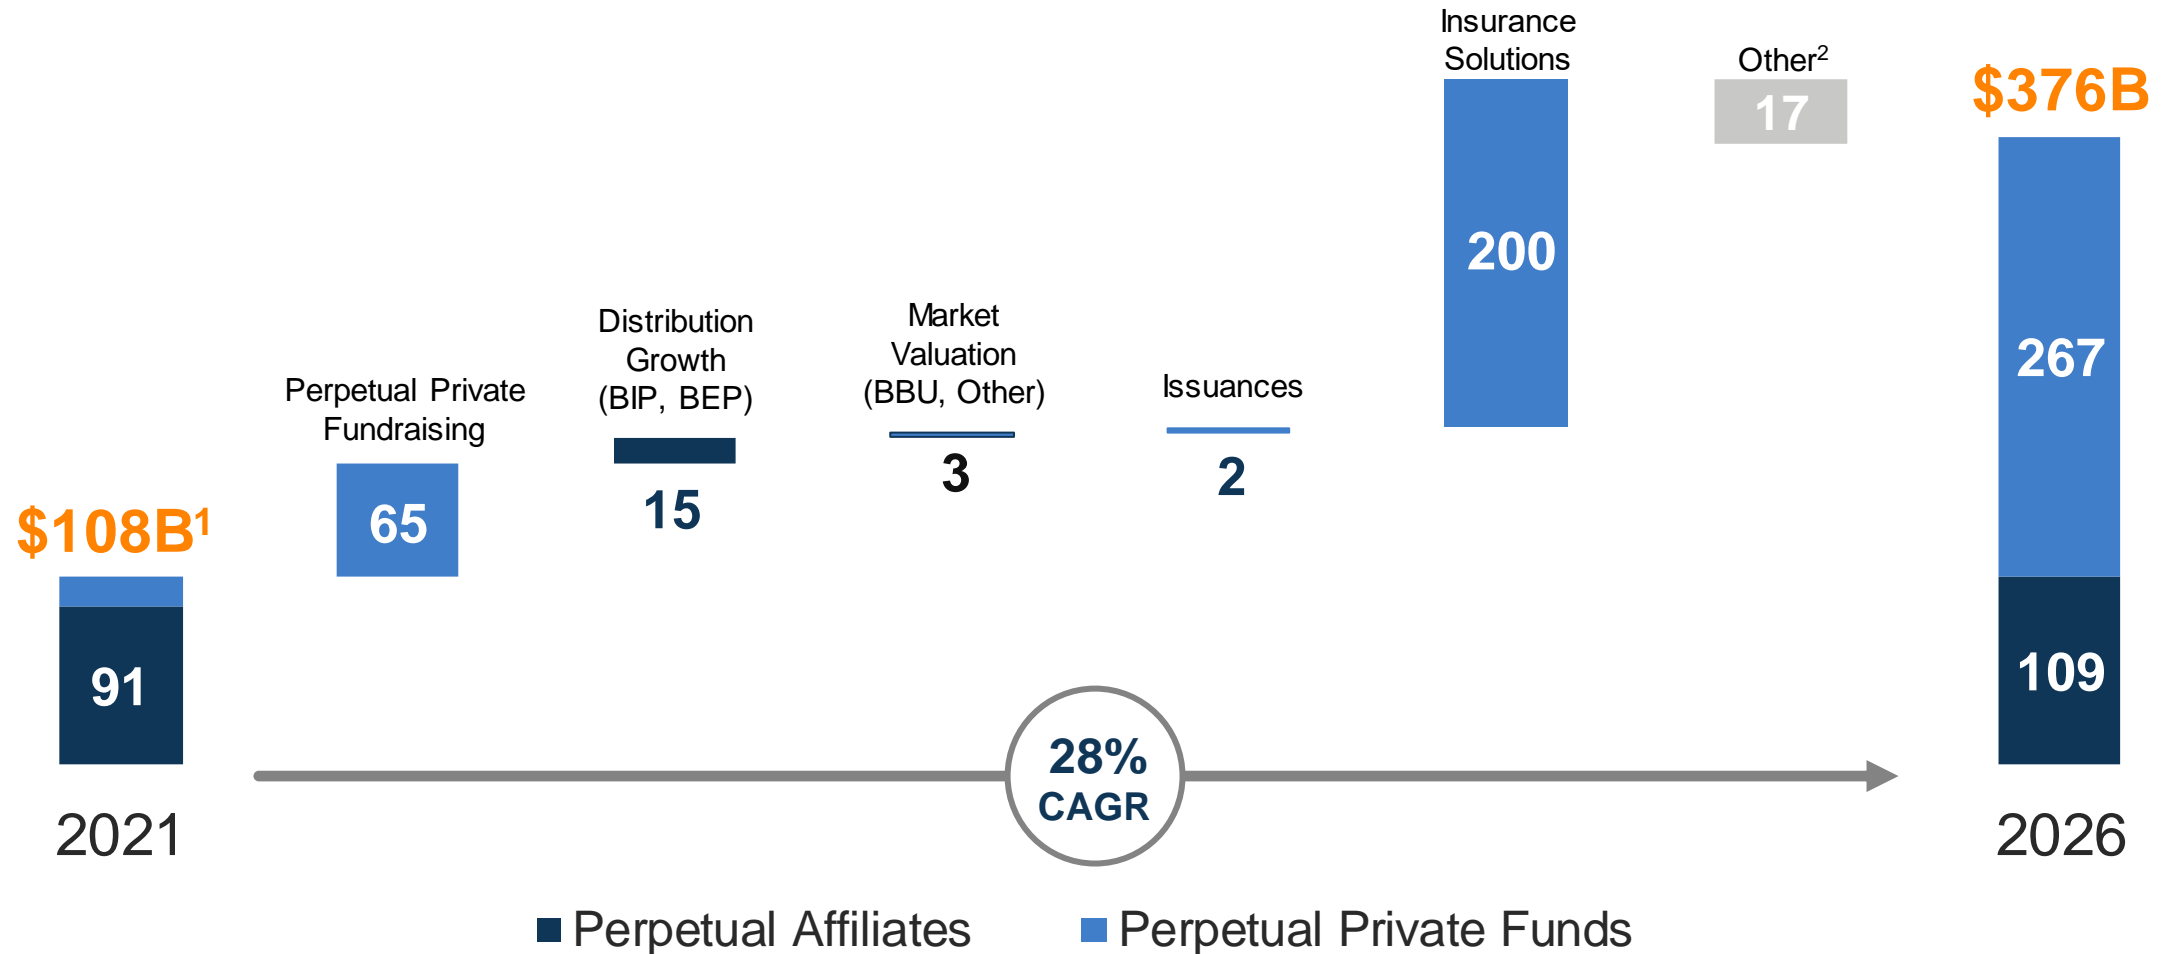 Insurance
Solutions
Other²
$376B
17
200
Distribution
Growth
(BIP, BEP)
Market
Valuation
(BBU, Other)
Issuances
Perpetual Private
Fundraising
267
3
2
15
65
$108B¹
91
109
28%
CAGR
2021
2026
Perpetual Affiliates
Perpetual Private Funds